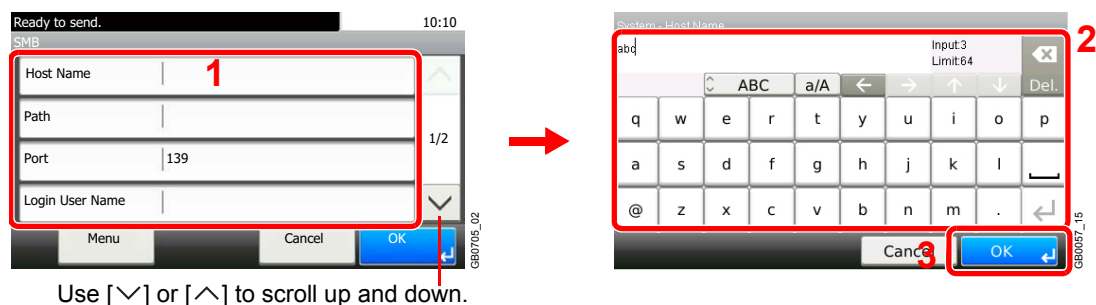 Ready to send. 10:10
SMB
Host Name
1
Path
Port 139
1/2
Login User Name
Menu Cancel OK
GB0705_02
Use [∨] or [∧] to scroll up and down.
System - Host Name
abc Input:3
Limit:64
2
ABC a/A ← → ↑ ↓ Del.
q w e r t y u i o p
a s d f g h j k l
@ z x c v b n m .
Cancel 3 OK
GB0057_15